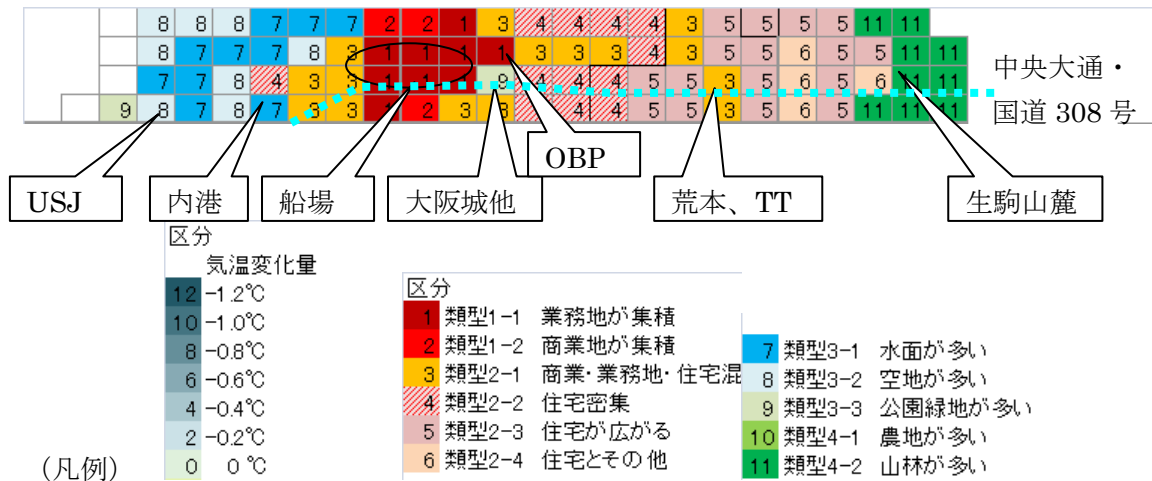 8 8 8 7 7 7 2 2 1 3 4 4 4 4 3 5 5 5 5 11 11
8 7 7 7 8 3 1 1 1 1 3 3 3 4 3 5 5 6 5 5 11 11
7 7 8 4 3 3 1 1 1 9 4 4 4 5 5 3 5 6 5 6 11 11
9 8 7 8 7 3 3 1 2 3 8 4 4 5 5 3 5 6 5 11 11 11
中央大通・
国道 308 号
OBP
USJ
内港
船場
大阪城他
荒本、TT
生駒山麓
区分
気温変化量
12 -1.2℃
10 -1.0℃
8 -0.8℃
6 -0.6℃
4 -0.4℃
2 -0.2℃
0 0℃
(凡例)
区分
1 類型1-1 業務地が集積
2 類型1-2 商業地が集積
3 類型2-1 商業・業務地・住宅混
4 類型2-2 住宅密集
5 類型2-3 住宅が広がる
6 類型2-4 住宅とその他
7 類型3-1 水面が多い
8 類型3-2 空地が多い
9 類型3-3 公園緑地が多い
10 類型4-1 農地が多い
11 類型4-2 山林が多い